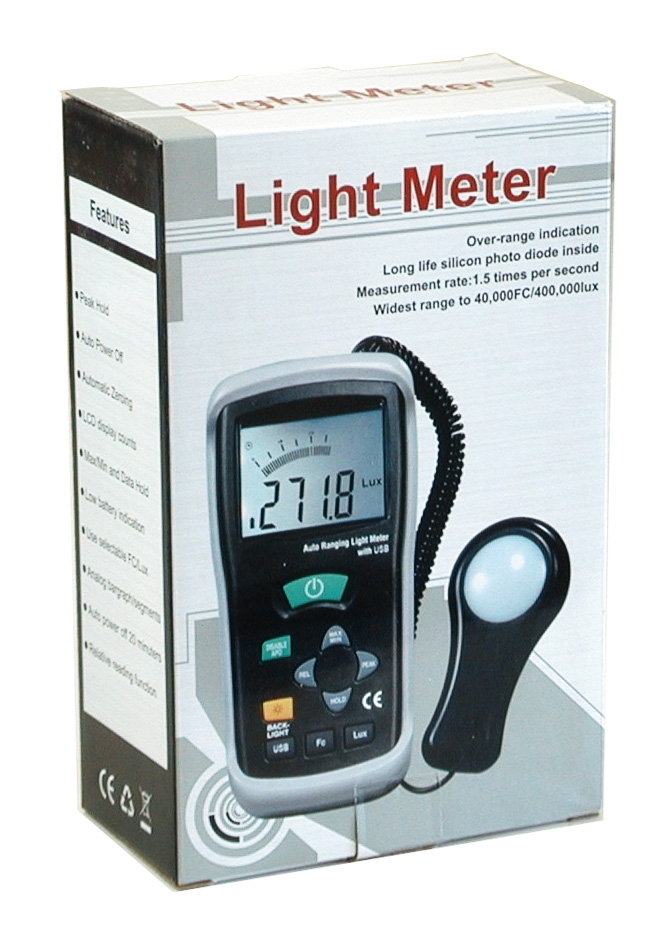 Light Meter
Light Meter
Over-range indication
Long life silicon photo diode inside
Measurement rate:1.5 times per second
Widest range to 40,000FC/400,000lux
Features
Peak Hold
Auto Power Off
Automatic Zeroing
LCD display counts
Max/Min and Data Hold
Low battery indication
Use selectable FC/Lux
Analog bargraph/segments
Auto power off 20 minuters
Relative reading function
CE
271.8 Lux
Auto Ranging Light Meter
with USB
DISABLE
APO
MAX
MIN
REL
PEAK
HOLD
CE
BACK-
LIGHT
USB Fc Lux